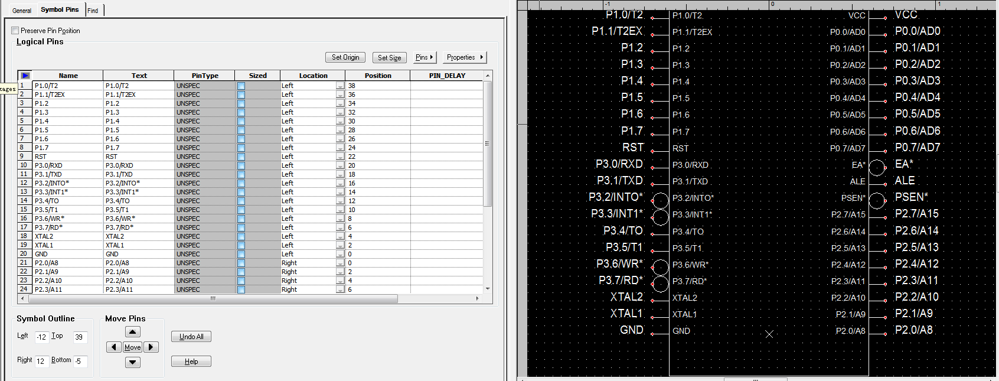 General Symbol Pins Find
Preserve Pin Position
Logical Pins
Set Origin Set Size Pins Properties
Name Text PinType Sized Location Position PIN_DELAY
1 P1.0/T2 P1.0/T2 UNSPEC Left 38
2 P1.1/T2EX P1.1/T2EX UNSPEC Left 36
3 P1.2 P1.2 UNSPEC Left 34
4 P1.3 P1.3 UNSPEC Left 32
5 P1.4 P1.4 UNSPEC Left 30
6 P1.5 P1.5 UNSPEC Left 28
7 P1.6 P1.6 UNSPEC Left 26
8 P1.7 P1.7 UNSPEC Left 24
9 RST RST UNSPEC Left 22
10 P3.0/RXD P3.0/RXD UNSPEC Left 20
11 P3.1/TXD P3.1/TXD UNSPEC Left 18
12 P3.2/INTO* P3.2/INTO* UNSPEC Left 16
13 P3.3/INT1* P3.3/INT1* UNSPEC Left 14
14 P3.4/TO P3.4/TO UNSPEC Left 12
15 P3.5/T1 P3.5/T1 UNSPEC Left 10
16 P3.6/WR* P3.6/WR* UNSPEC Left 8
17 P3.7/RD* P3.7/RD* UNSPEC Left 6
18 XTAL2 XTAL2 UNSPEC Left 4
19 XTAL1 XTAL1 UNSPEC Left 2
20 GND GND UNSPEC Left 0
21 P2.0/A8 P2.0/A8 UNSPEC Right 0
22 P2.1/A9 P2.1/A9 UNSPEC Right 2
23 P2.2/A10 P2.2/A10 UNSPEC Right 4
24 P2.3/A11 P2.3/A11 UNSPEC Right 6
Symbol Outline Move Pins
Left -12 Top 39
Undo All
Move
Right 12 Bottom -5
Help
-1 0 1
P1.0/T2 P1.0/T2 VCC VCC
P1.1/T2EX P1.1/T2EX P0.0/AD0 P0.0/AD0
P1.2 P1.2 P0.1/AD1 P0.1/AD1
P1.3 P1.3 P0.2/AD2 P0.2/AD2
P1.4 P1.4 P0.3/AD3 P0.3/AD3
P1.5 P1.5 P0.4/AD4 P0.4/AD4
P1.6 P1.6 P0.5/AD5 P0.5/AD5
P1.7 P1.7 P0.6/AD6 P0.6/AD6
RST RST P0.7/AD7 P0.7/AD7
P3.0/RXD P3.0/RXD EA* EA*
P3.1/TXD P3.1/TXD ALE ALE
P3.2/INTO* P3.2/INTO* PSEN* PSEN*
P3.3/INT1* P3.3/INT1* P2.7/A15 P2.7/A15
P3.4/TO P3.4/TO P2.6/A14 P2.6/A14
P3.5/T1 P3.5/T1 P2.5/A13 P2.5/A13
P3.6/WR* P3.6/WR* P2.4/A12 P2.4/A12
P3.7/RD* P3.7/RD* P2.3/A11 P2.3/A11
XTAL2 XTAL2 P2.2/A10 P2.2/A10
XTAL1 XTAL1 P2.1/A9 P2.1/A9
GND GND P2.0/A8 P2.0/A8